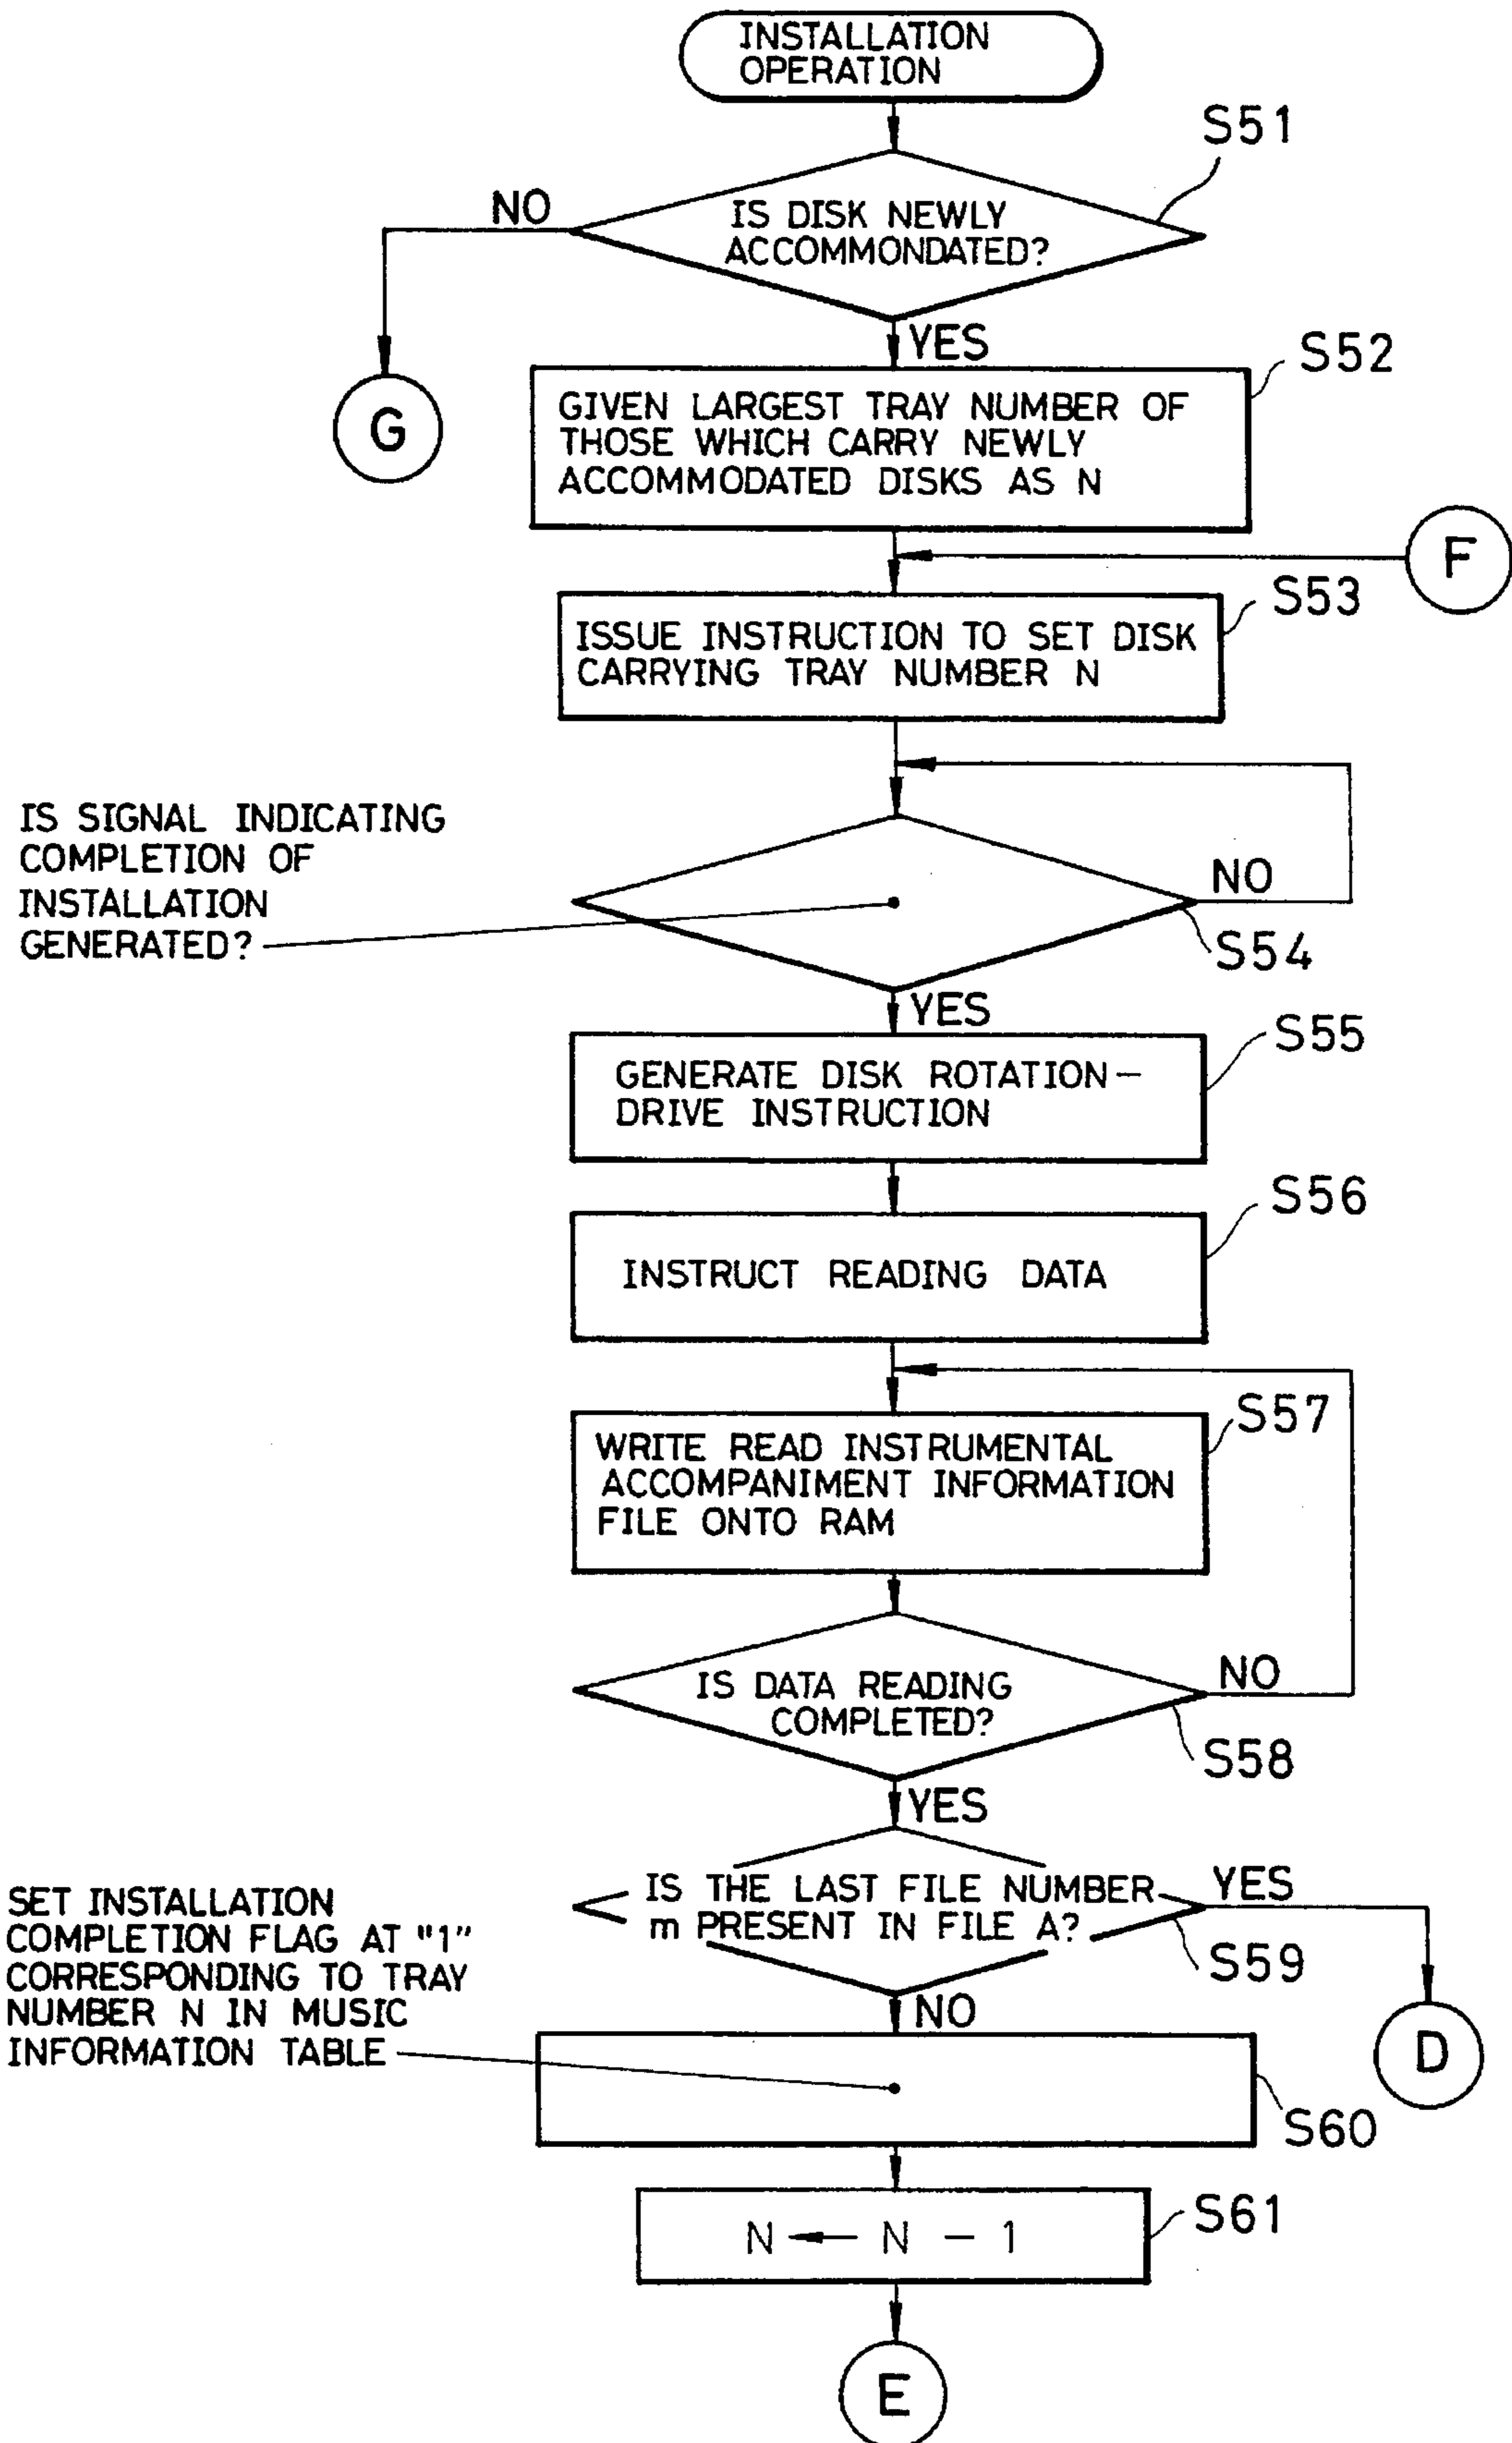 INSTALLATION
OPERATION
S51
NO
IS DISK NEWLY
ACCOMMONDATED?
YES
S52
G
GIVEN LARGEST TRAY NUMBER OF
THOSE WHICH CARRY NEWLY
ACCOMMODATED DISKS AS N
F
S53
ISSUE INSTRUCTION TO SET DISK
CARRYING TRAY NUMBER N
IS SIGNAL INDICATING
COMPLETION OF
INSTALLATION
GENERATED?
NO
S54
YES
S55
GENERATE DISK ROTATION-
DRIVE INSTRUCTION
S56
INSTRUCT READING DATA
S57
WRITE READ INSTRUMENTAL
ACCOMPANIMENT INFORMATION
FILE ONTO RAM
IS DATA READING
COMPLETED?
NO
S58
YES
IS THE LAST FILE NUMBER
m PRESENT IN FILE A?
YES
S59
NO
D
SET INSTALLATION
COMPLETION FLAG AT "1"
CORRESPONDING TO TRAY
NUMBER N IN MUSIC
INFORMATION TABLE
S60
S61
N ← N - 1
E